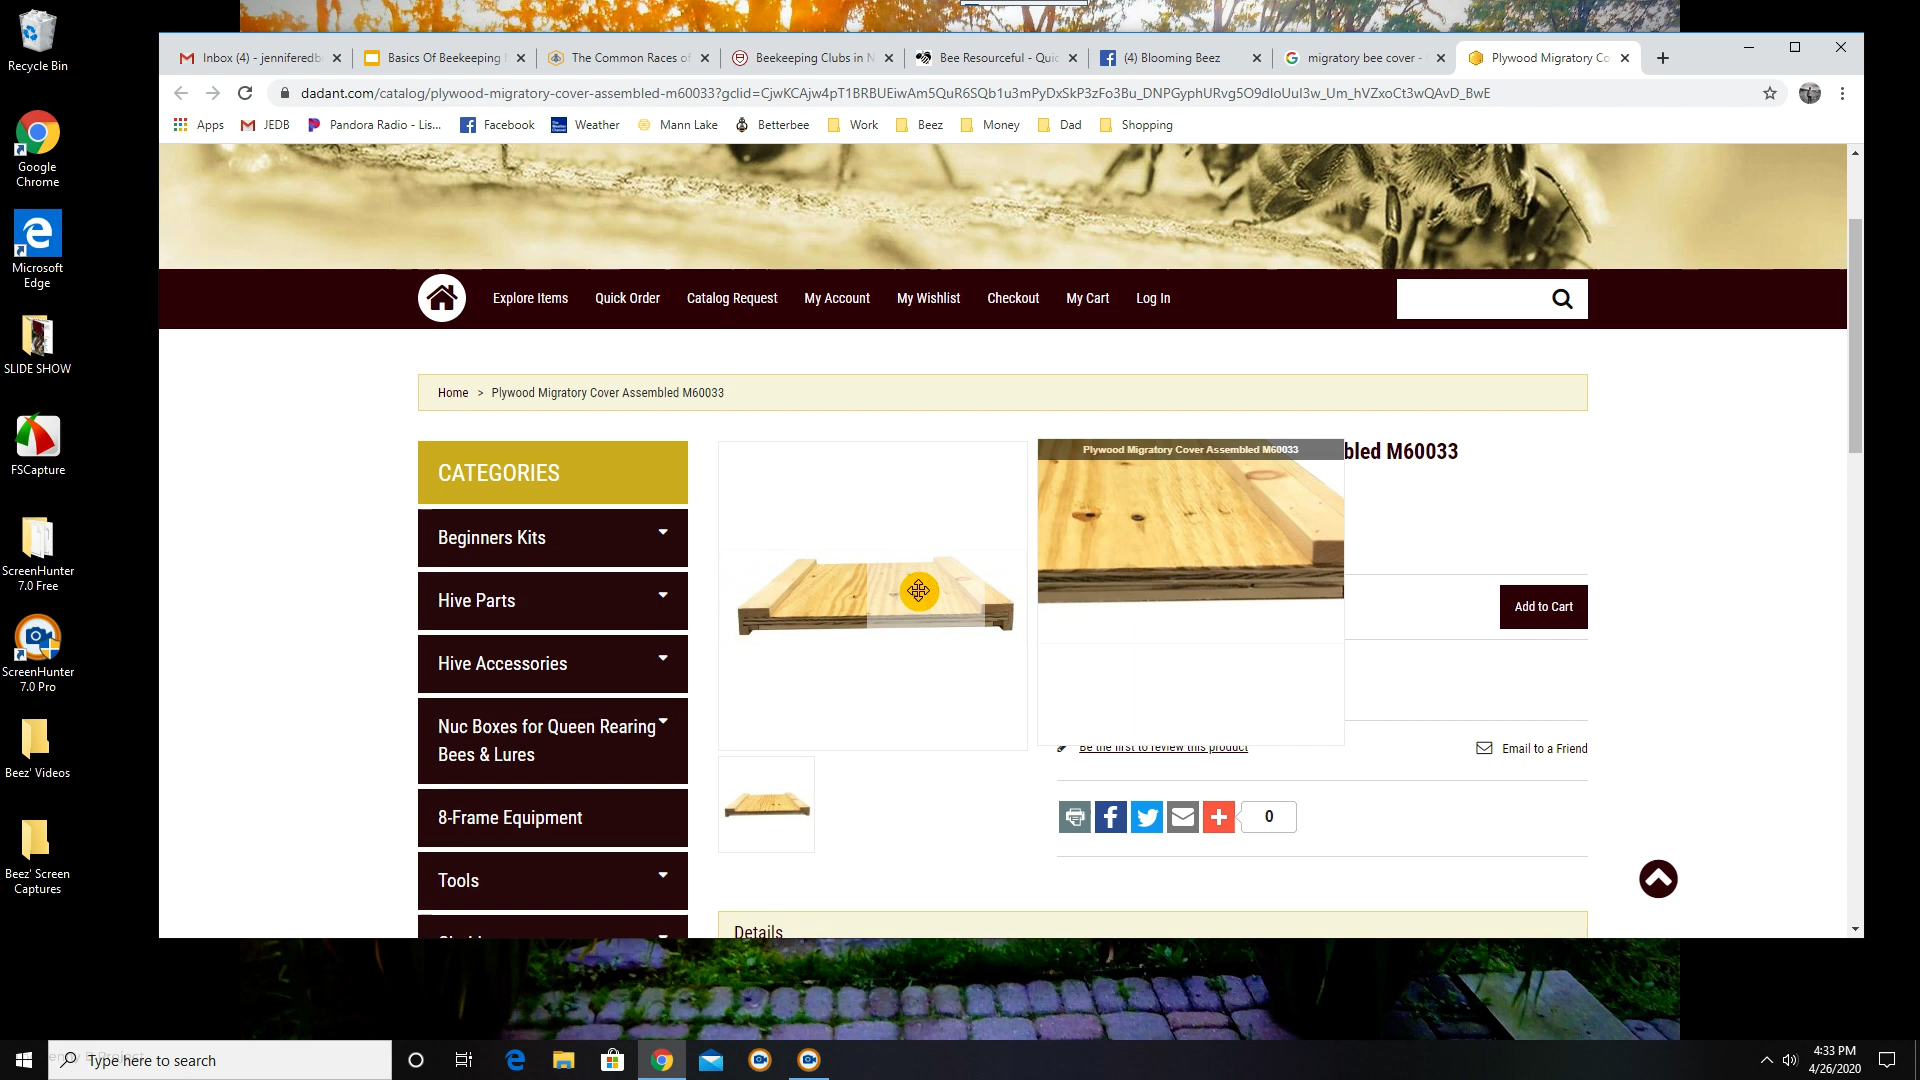 Recycle Bin
Google
Chrome
Microsoft
Edge
SLIDE SHOW
FSCapture
ScreenHunter
7.0 Free
ScreenHunter
7.0 Pro
Beez' Videos
Beez' Screen
Captures
Inbox (4) - jenniferedb
Basics Of Beekeeping
The Common Races of
Beekeeping Clubs in N
Bee Resourceful - Quic
(4) Blooming Beez
migratory bee cover -
Plywood Migratory Co
dadant.com/catalog/plywood-migratory-cover-assembled-m60033?gclid=CjwKCAjw4pT1BRBUEiwAm5QuR6SQb1u3mPyDxSkP3zFo3Bu_DNPGyphURvg5O9dIoUuI3w_Um_hVZxoCt3wQAvD_BwE
Apps
JEDB
Pandora Radio - Lis...
Facebook
Weather
Mann Lake
Betterbee
Work
Beez
Money
Dad
Shopping
Explore Items
Quick Order
Catalog Request
My Account
My Wishlist
Checkout
My Cart
Log In
Home > Plywood Migratory Cover Assembled M60033
CATEGORIES
Beginners Kits
Hive Parts
Hive Accessories
Nuc Boxes for Queen Rearing
Bees & Lures
8-Frame Equipment
Tools
Plywood Migratory Cover Assembled M60033
bled M60033
Add to Cart
Be the first to review this product
Email to a Friend
0
Details
Type here to search
4:33 PM
4/26/2020